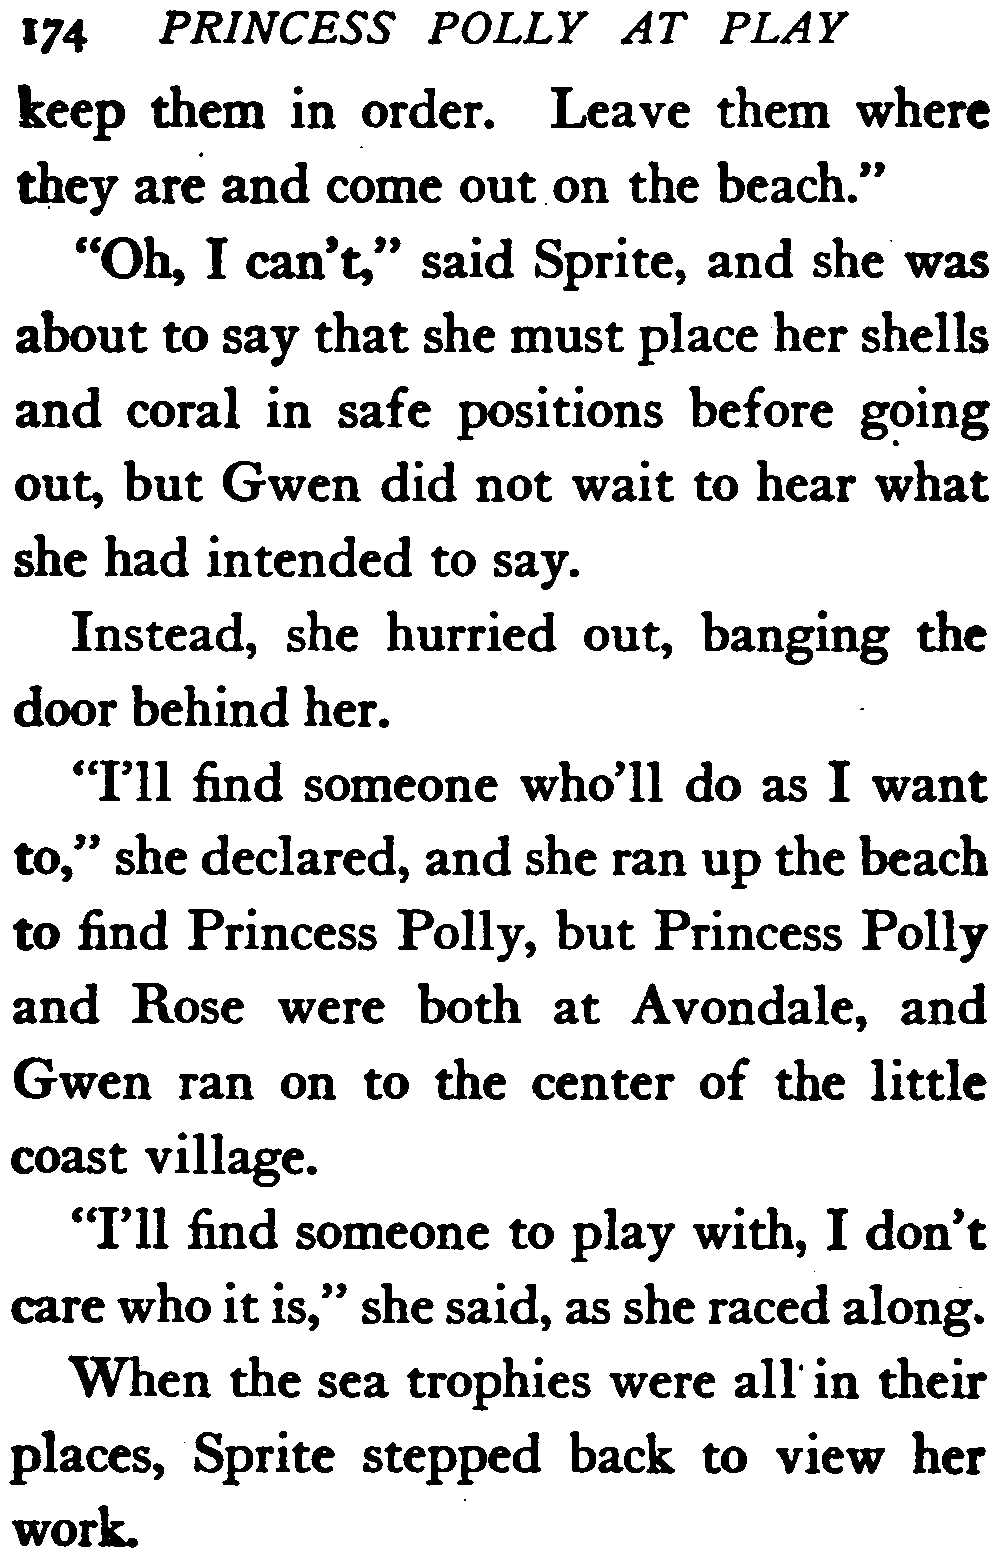 174 PRINCESS POLLY AT PLAY
keep them in order. Leave them where
they are and come out on the beach."
"Oh, I can't," said Sprite, and she was
about to say that she must place her shells
and coral in safe positions before going
out, but Gwen did not wait to hear what
she had intended to say.
Instead, she hurried out, banging the
door behind her.
"I'll find someone who'll do as I want
to," she declared, and she ran up the beach
to find Princess Polly, but Princess Polly
and Rose were both at Avondale, and
Gwen ran on to the center of the little
coast village.
"I'll find someone to play with, I don't
care who it is," she said, as she raced along.
When the sea trophies were all in their
places, Sprite stepped back to view her
work.